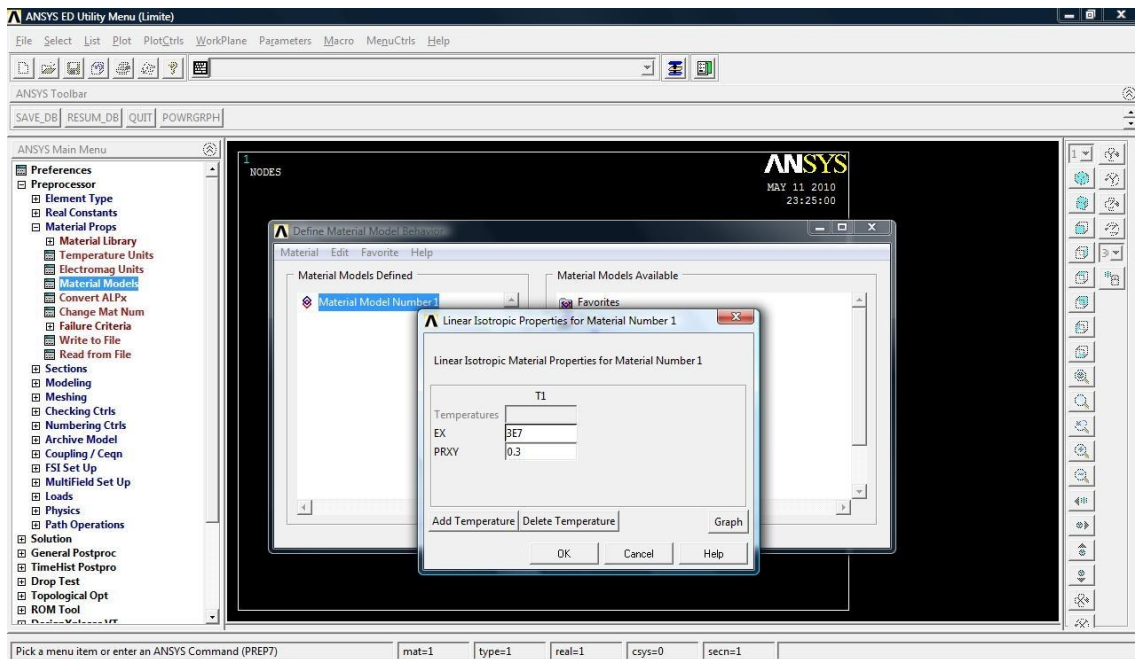 ANSYS ED Utility Menu (Limite)
File Select List Plot PlotCtrls WorkPlane Parameters Macro MenuCtrls Help
ANSYS Toolbar
SAVE_DB RESUM_DB QUIT POWRGRPH
ANSYS Main Menu
Preferences
Preprocessor
Element Type
Real Constants
Material Props
Material Library
Temperature Units
Electromag Units
Material Models
Convert ALPx
Change Mat Num
Failure Criteria
Write to File
Read from File
Sections
Modeling
Meshing
Checking Ctrls
Numbering Ctrls
Archive Model
Coupling / Ceqn
FSI Set Up
MultiField Set Up
Loads
Physics
Path Operations
Solution
General Postproc
TimeHist Postpro
Drop Test
Topological Opt
ROM Tool
1
NODES
ANSYS
MAY 11 2010
23:25:00
Define Material Model Behavior
Material Edit Favorite Help
Material Models Defined
Material Model Number 1
Material Models Available
Favorites
Linear Isotropic Properties for Material Number 1
Linear Isotropic Material Properties for Material Number 1
T1
Temperatures
EX 3E7
PRXY 0.3
Add Temperature Delete Temperature Graph
OK Cancel Help
1
3
Pick a menu item or enter an ANSYS Command (PREP7) mat=1 type=1 real=1 csys=0 secn=1